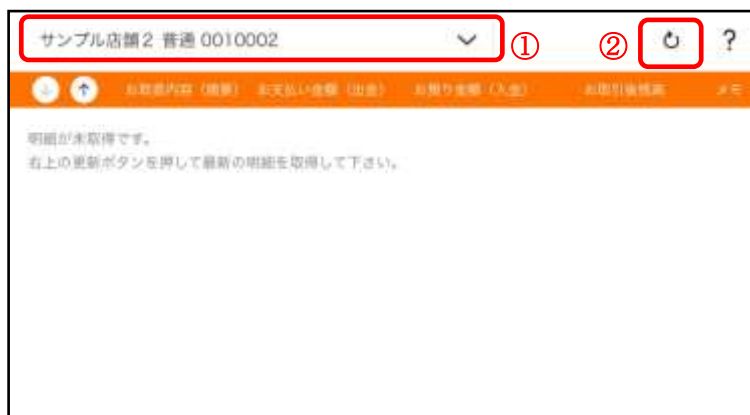 サンプル店舗2 普通 0010002 ① ② ?
お取扱内容(摘要) お支払い金額(出金) お預り金額(入金) お取引後残高 メモ
明細が未取得です。
右上の更新ボタンを押して最新の明細を取得して下さい。